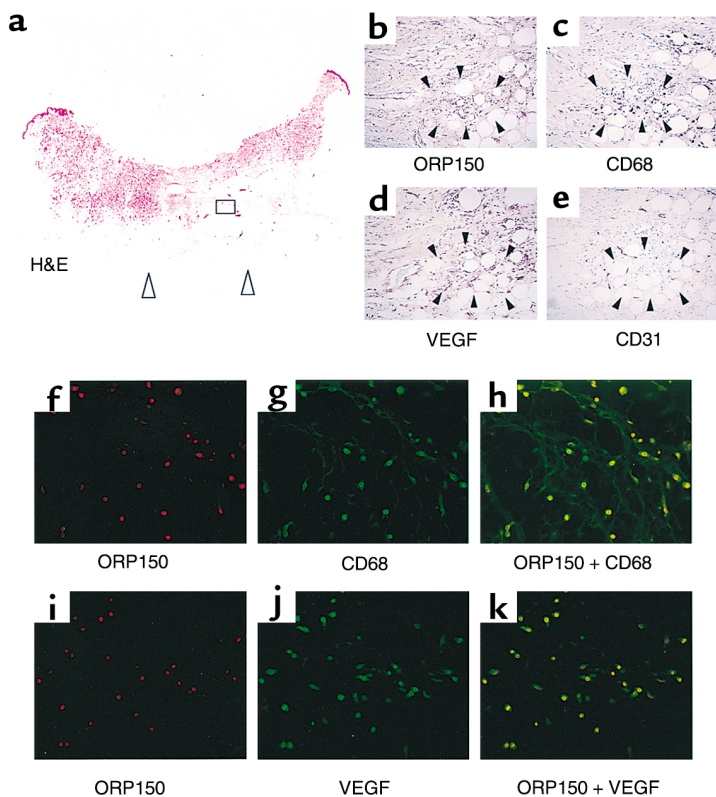 a
H&E
b
ORP150
c
CD68
d
VEGF
e
CD31
f
ORP150
g
CD68
h
ORP150 + CD68
i
ORP150
j
VEGF
k
ORP150 + VEGF